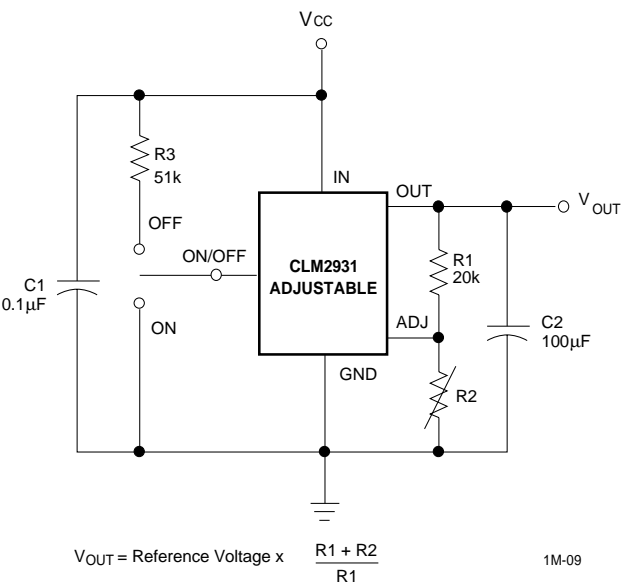 VCC
R3
51k
IN
OUT
VOUT
OFF
ON/OFF
CLM2931
ADJUSTABLE
R1
20k
C1
0.1µF
ON
ADJ
C2
100µF
GND
R2
VOUT = Reference Voltage x R1 + R2
R1
1M-09